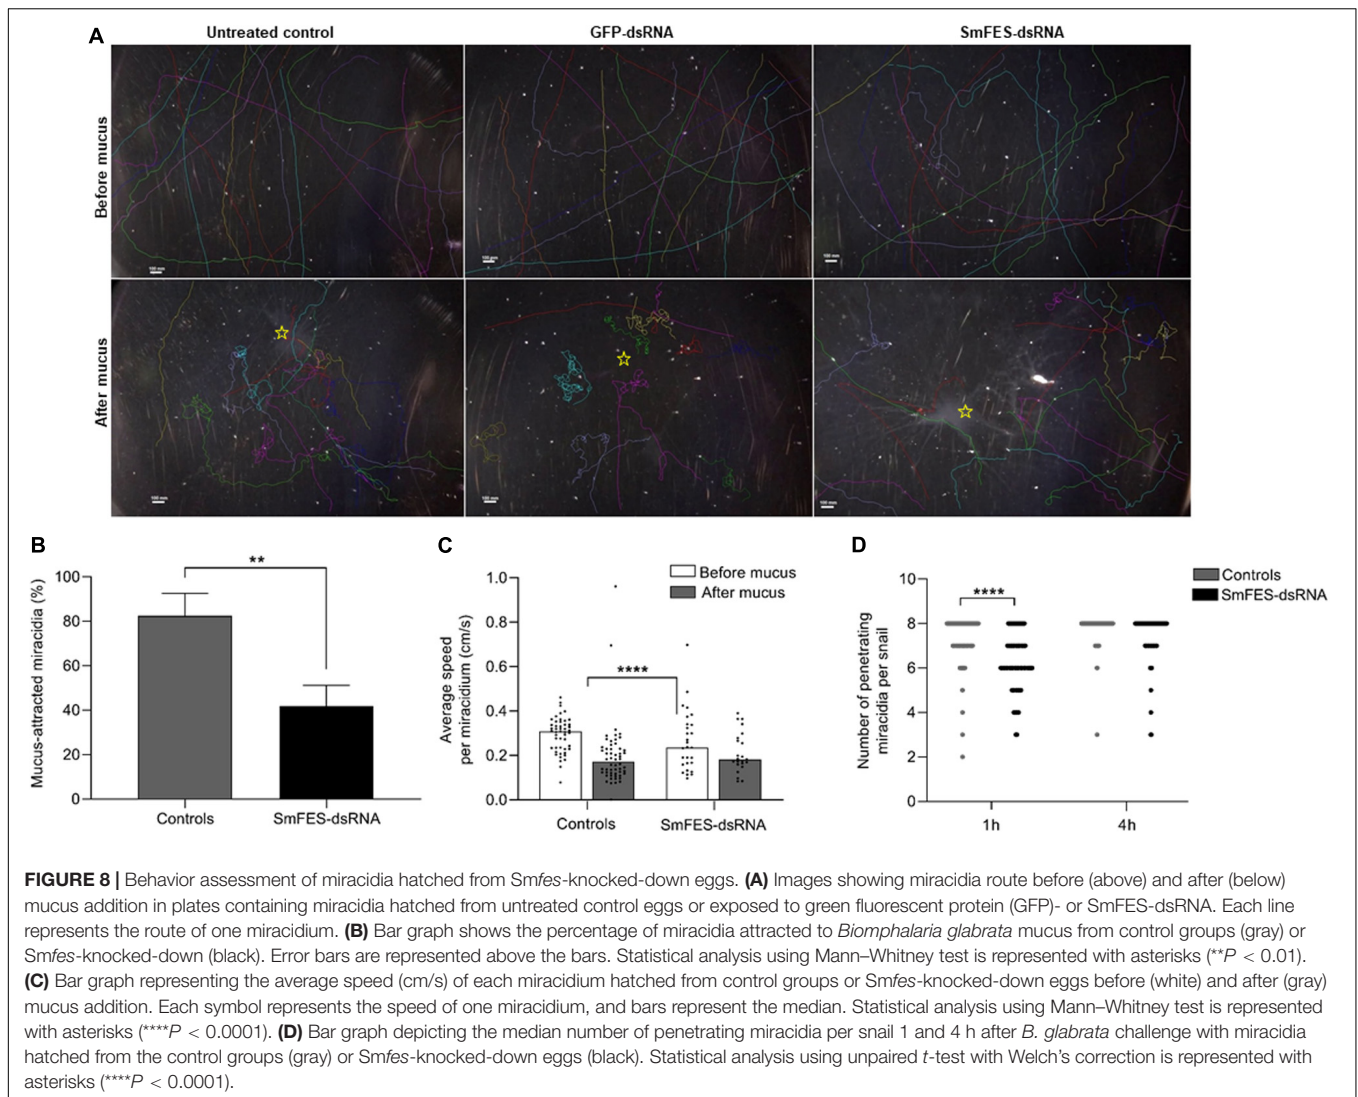 A
Untreated control
GFP-dsRNA
SmFES-dsRNA
Before mucus
100 mm
100 mm
100 mm
After mucus
100 mm
100 mm
100 mm
B
Mucus-attracted miracidia (%)
100
80
60
40
20
0
**
Controls
SmFES-dsRNA
C
Average speed
per miracidium (cm/s)
1.0
0.8
0.6
0.4
0.2
0.0
Before mucus
After mucus
****
Controls
SmFES-dsRNA
D
Number of penetrating
miracidia per snail
10
8
6
4
2
0
****
Controls
SmFES-dsRNA
1h
4h
FIGURE 8 | Behavior assessment of miracidia hatched from Smfes-knocked-down eggs. (A) Images showing miracidia route before (above) and after (below)
mucus addition in plates containing miracidia hatched from untreated control eggs or exposed to green fluorescent protein (GFP)- or SmFES-dsRNA. Each line
represents the route of one miracidium. (B) Bar graph shows the percentage of miracidia attracted to Biomphalaria glabrata mucus from control groups (gray) or
Smfes-knocked-down (black). Error bars are represented above the bars. Statistical analysis using Mann–Whitney test is represented with asterisks (**P < 0.01).
(C) Bar graph representing the average speed (cm/s) of each miracidium hatched from control groups or Smfes-knocked-down eggs before (white) and after (gray)
mucus addition. Each symbol represents the speed of one miracidium, and bars represent the median. Statistical analysis using Mann–Whitney test is represented
with asterisks (****P < 0.0001). (D) Bar graph depicting the median number of penetrating miracidia per snail 1 and 4 h after B. glabrata challenge with miracidia
hatched from the control groups (gray) or Smfes-knocked-down eggs (black). Statistical analysis using unpaired t-test with Welch's correction is represented with
asterisks (****P < 0.0001).